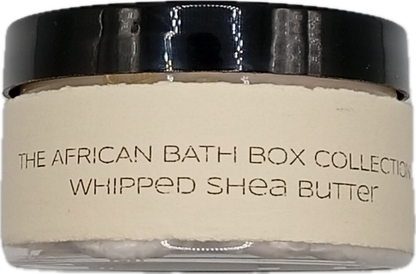 THE AFRICAN BATH BOX COLLECTION
WHIPPED SHea BUTTer